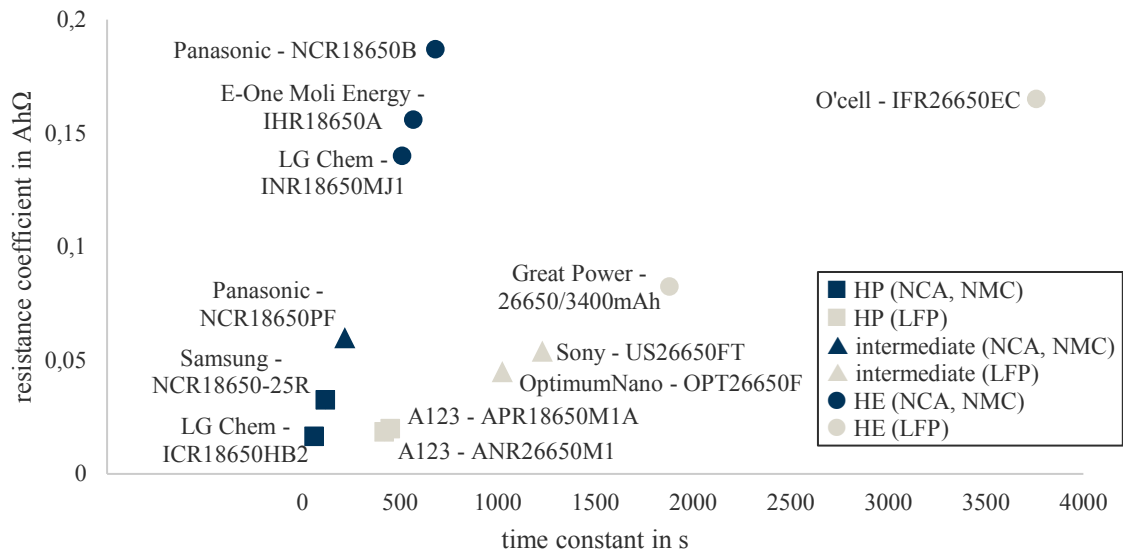 0,2
0,15
0,1
0,05
0
resistance coefficient in AhΩ
Panasonic - NCR18650B
E-One Moli Energy -
IHR18650A
LG Chem -
INR18650MJ1
O'cell - IFR26650EC
Great Power -
26650/3400mAh
Panasonic -
NCR18650PF
Sony - US26650FT
OptimumNano - OPT26650F
Samsung -
NCR18650-25R
A123 - APR18650M1A
LG Chem -
ICR18650HB2
A123 - ANR26650M1
HP (NCA, NMC)
HP (LFP)
intermediate (NCA, NMC)
intermediate (LFP)
HE (NCA, NMC)
HE (LFP)
0 500 1000 1500 2000 2500 3000 3500 4000
time constant in s